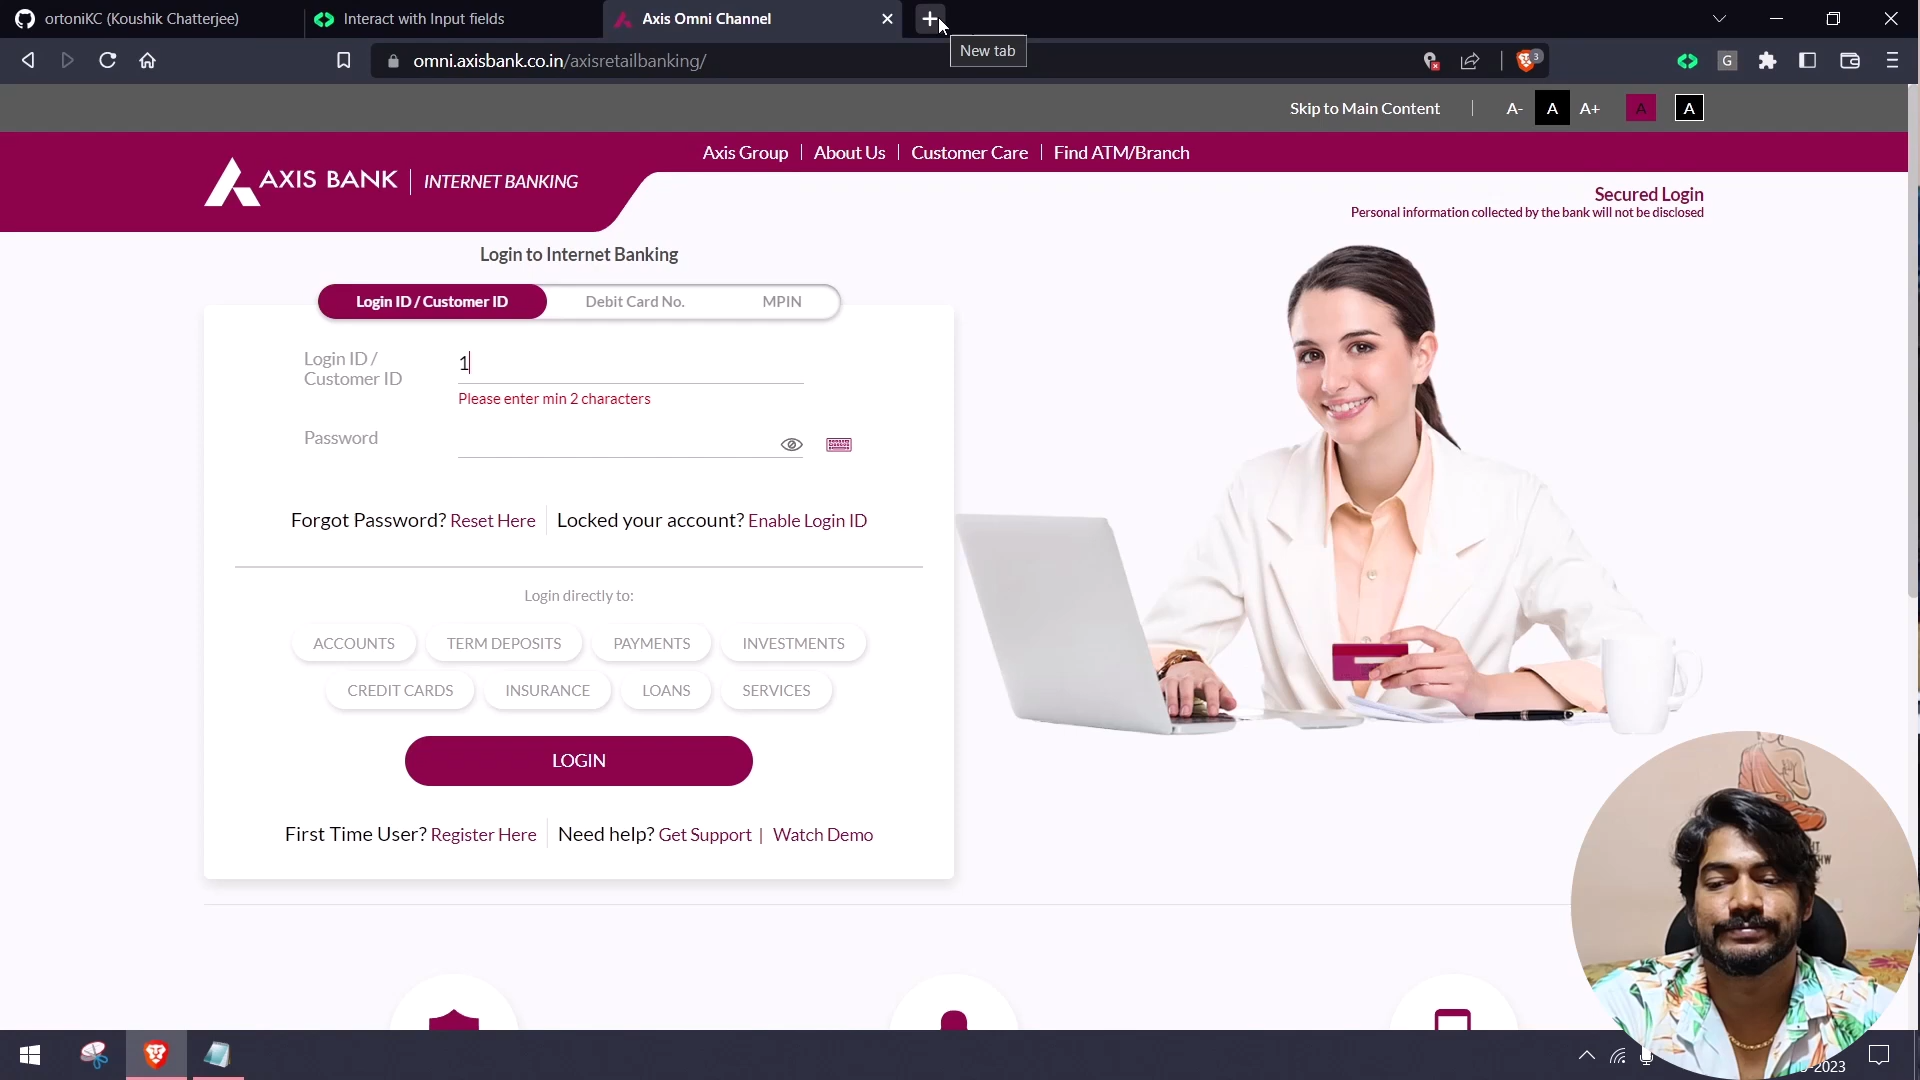 ortoniKC (Koushik Chatterjee)
Interact with Input fields
Axis Omni Channel
New tab
omni.axisbank.co.in/axisretailbanking/
3
G
Skip to Main Content
A-
A
A+
A
A
Axis Group
About Us
Customer Care
Find ATM/Branch
AXIS BANK
INTERNET BANKING
Secured Login
Personal information collected by the bank will not be disclosed
Login to Internet Banking
Login ID / Customer ID
Debit Card No.
MPIN
Login ID /
Customer ID
1
Please enter min 2 characters
Password
Forgot Password? Reset Here
Locked your account? Enable Login ID
Login directly to:
ACCOUNTS
TERM DEPOSITS
PAYMENTS
INVESTMENTS
CREDIT CARDS
INSURANCE
LOANS
SERVICES
LOGIN
First Time User? Register Here
Need help? Get Support | Watch Demo
-2023